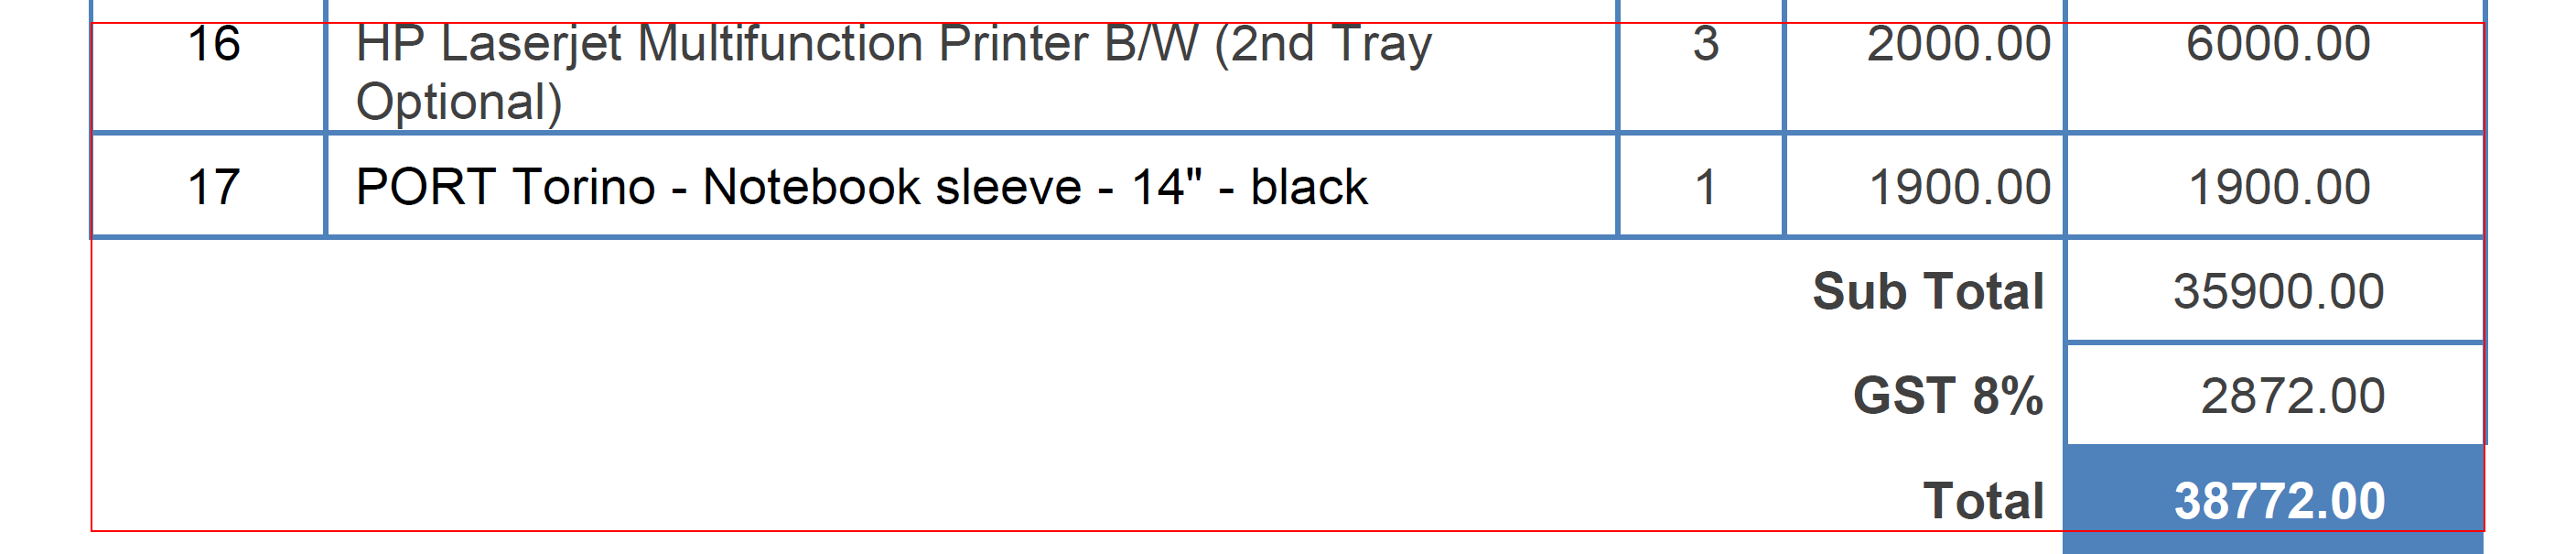 16 HP Laserjet Multifunction Printer B/W (2nd Tray 3 2000.00 6000.00
Optional)
17 PORT Torino - Notebook sleeve - 14" - black 1 1900.00 1900.00
Sub Total 35900.00
GST 8% 2872.00
Total 38772.00